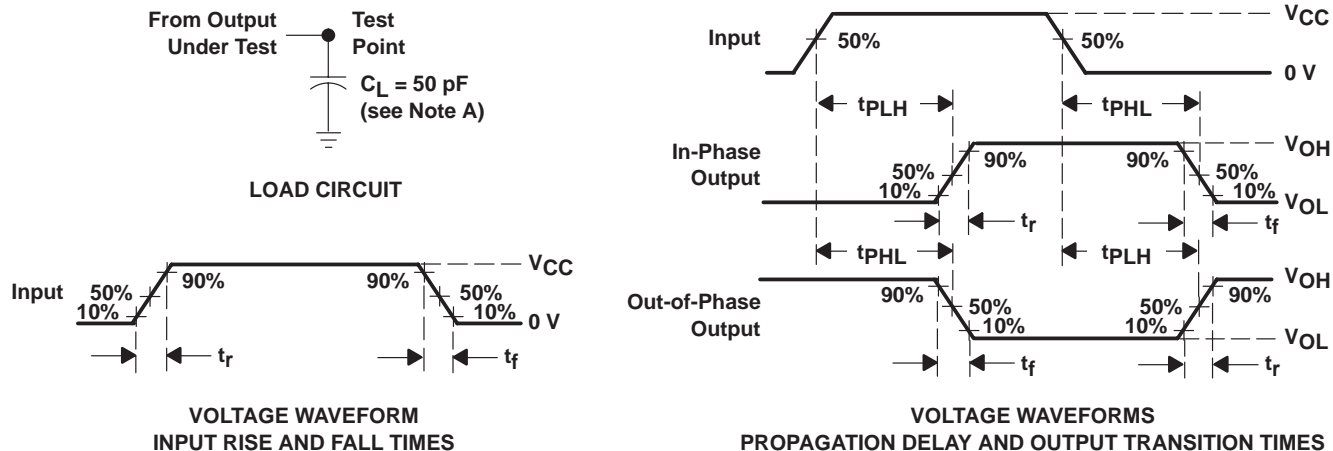 From Output
Under Test
Test
Point
CL = 50 pF
(see Note A)
LOAD CIRCUIT
Input
50%
10%
90%
90%
50%
10%
VCC
0 V
tr
tf
VOLTAGE WAVEFORM
INPUT RISE AND FALL TIMES
Input
50%
50%
VCC
0 V
tPLH
tPHL
In-Phase
Output
50%
10%
90%
90%
50%
10%
VOH
VOL
tr
tf
tPHL
tPLH
Out-of-Phase
Output
90%
50%
10%
50%
10%
90%
VOH
VOL
tf
tr
VOLTAGE WAVEFORMS
PROPAGATION DELAY AND OUTPUT TRANSITION TIMES